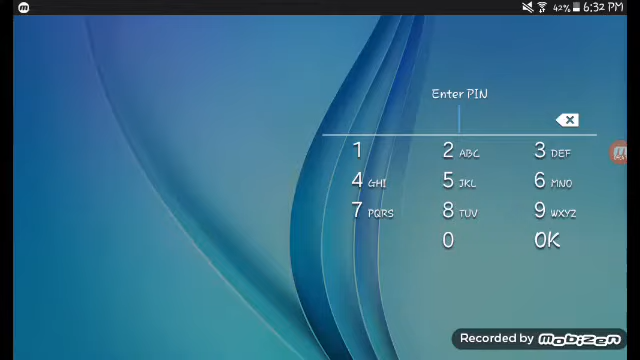 42% 6:32 PM
Enter PIN
1 2 ABC 3 DEF
4 GHI 5 JKL 6 MNO
7 PQRS 8 TUV 9 WXYZ
0 OK
Recorded by Mobizen